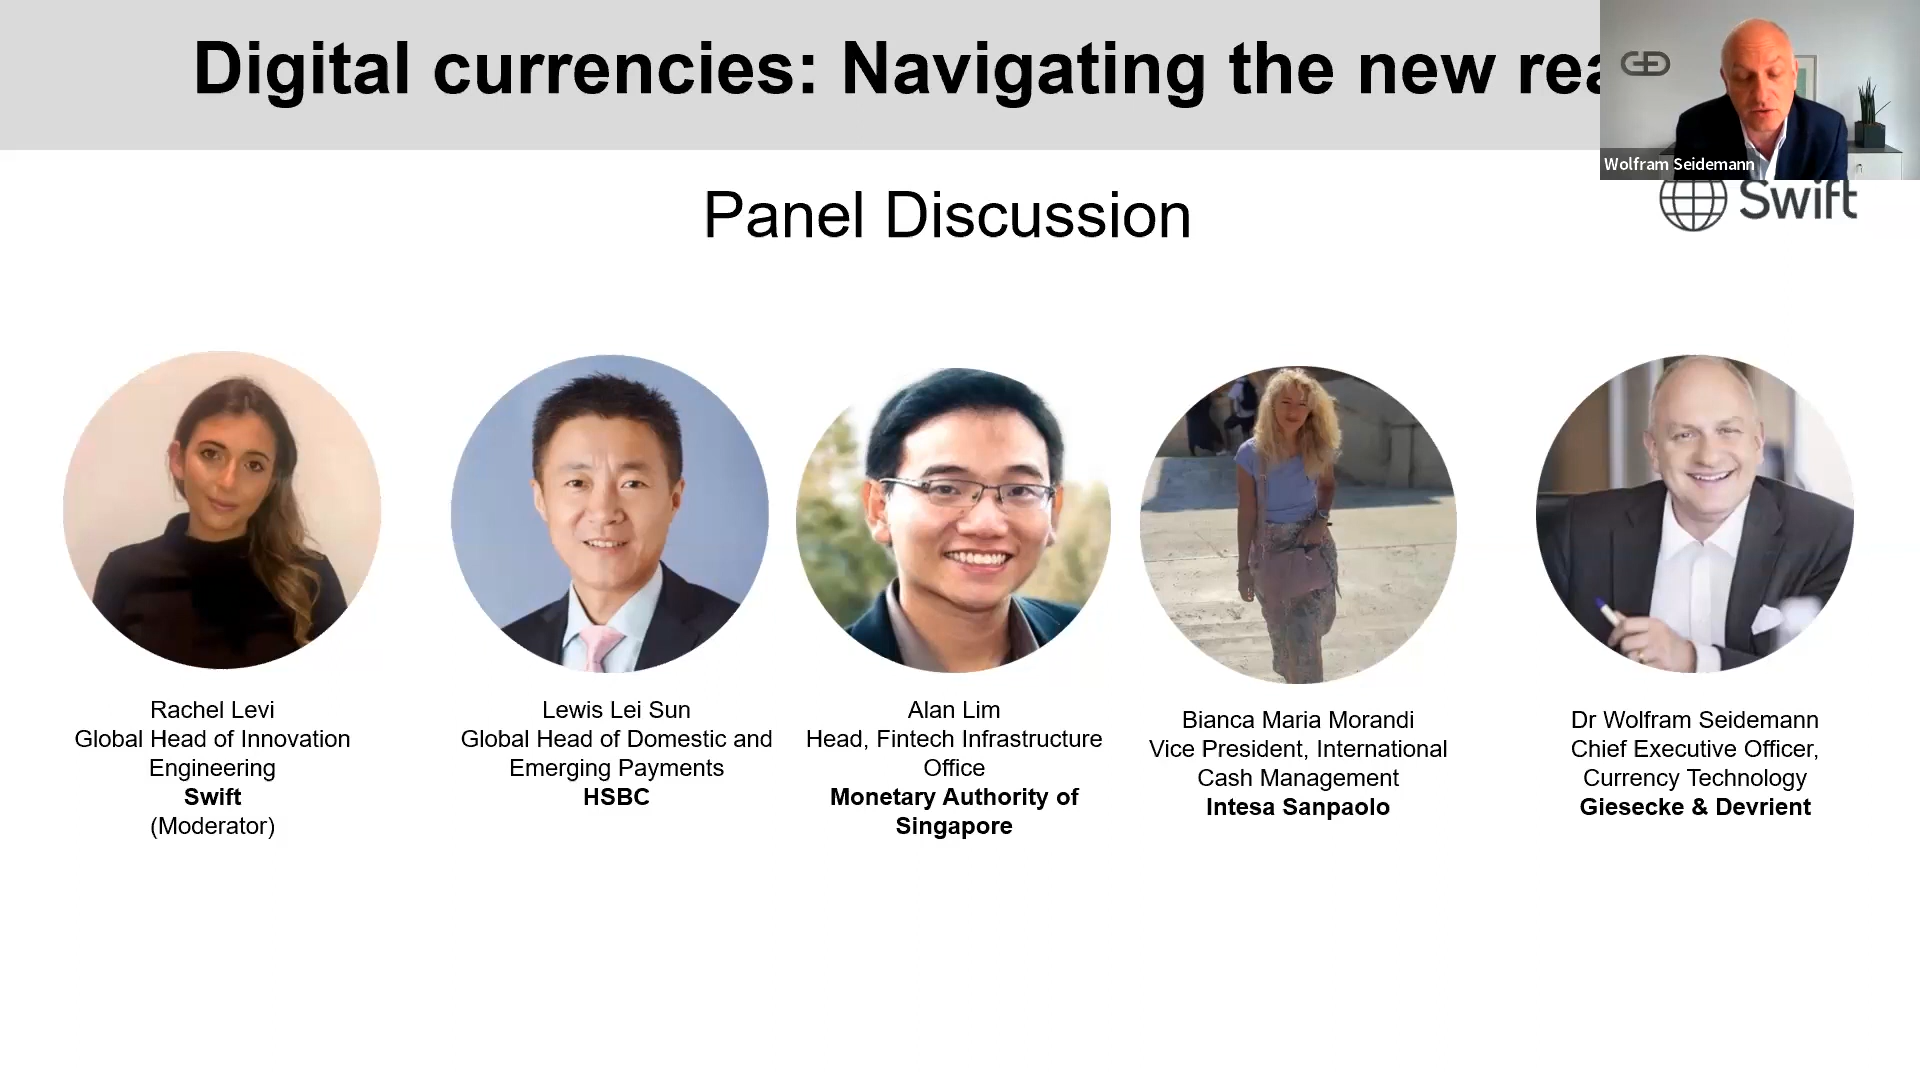 Digital currencies: Navigating the new rea
Wolfram Seidemann
Swift
Panel Discussion
Rachel Levi
Global Head of Innovation
Engineering
Swift
(Moderator)
Lewis Lei Sun
Global Head of Domestic and
Emerging Payments
HSBC
Alan Lim
Head, Fintech Infrastructure
Office
Monetary Authority of
Singapore
Bianca Maria Morandi
Vice President, International
Cash Management
Intesa Sanpaolo
Dr Wolfram Seidemann
Chief Executive Officer,
Currency Technology
Giesecke & Devrient